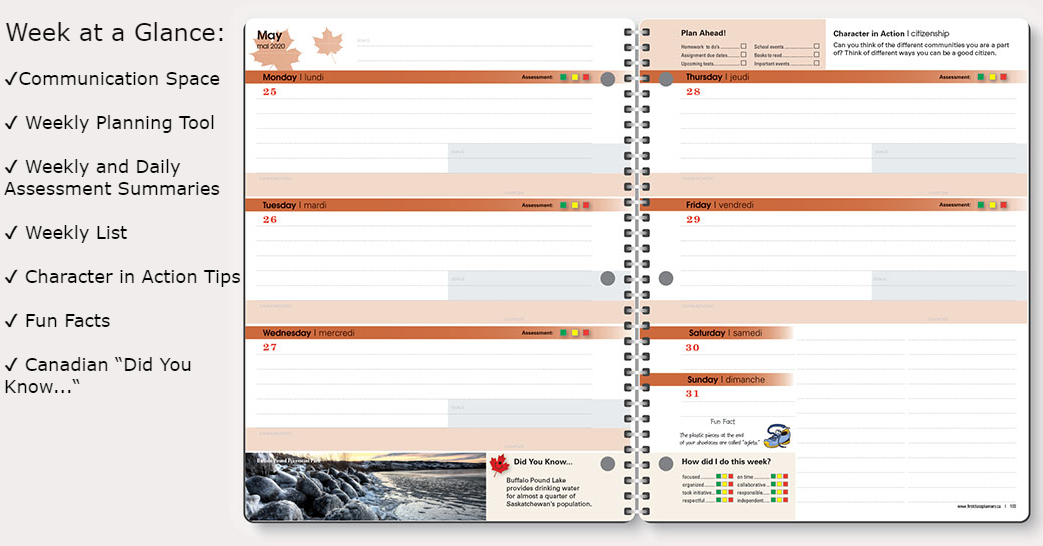 Week at a Glance:
✓Communication Space
✓ Weekly Planning Tool
✓ Weekly and Daily
Assessment Summaries
✓ Weekly List
✓ Character in Action Tips
✓ Fun Facts
✓ Canadian “Did You
Know...“
May
mai 2020
Monday | lundi
Assessment:
25
Tuesday | mardi
Assessment:
26
Wednesday | mercredi
Assessment:
27
Buffalo Pound Provincial Park
Did You Know...
Buffalo Pound Lake
provides drinking water
for almost a quarter of
Saskatchewan's population.
Plan Ahead!
Homework to do's
School events
Assignment due dates
Books to read
Upcoming tests
Important events
Character in Action | citizenship
Can you think of the different communities you are a part
of? Think of different ways you can be a good citizen.
Thursday | jeudi
Assessment:
28
Friday | vendredi
Assessment:
29
Saturday | samedi
30
Sunday | dimanche
31
Fun Fact
The plastic pieces at the end
of your shoelaces are called "aglets."
How did I do this week?
focused
on time
organized
collaborative
took initiative
responsible
respectful
independent